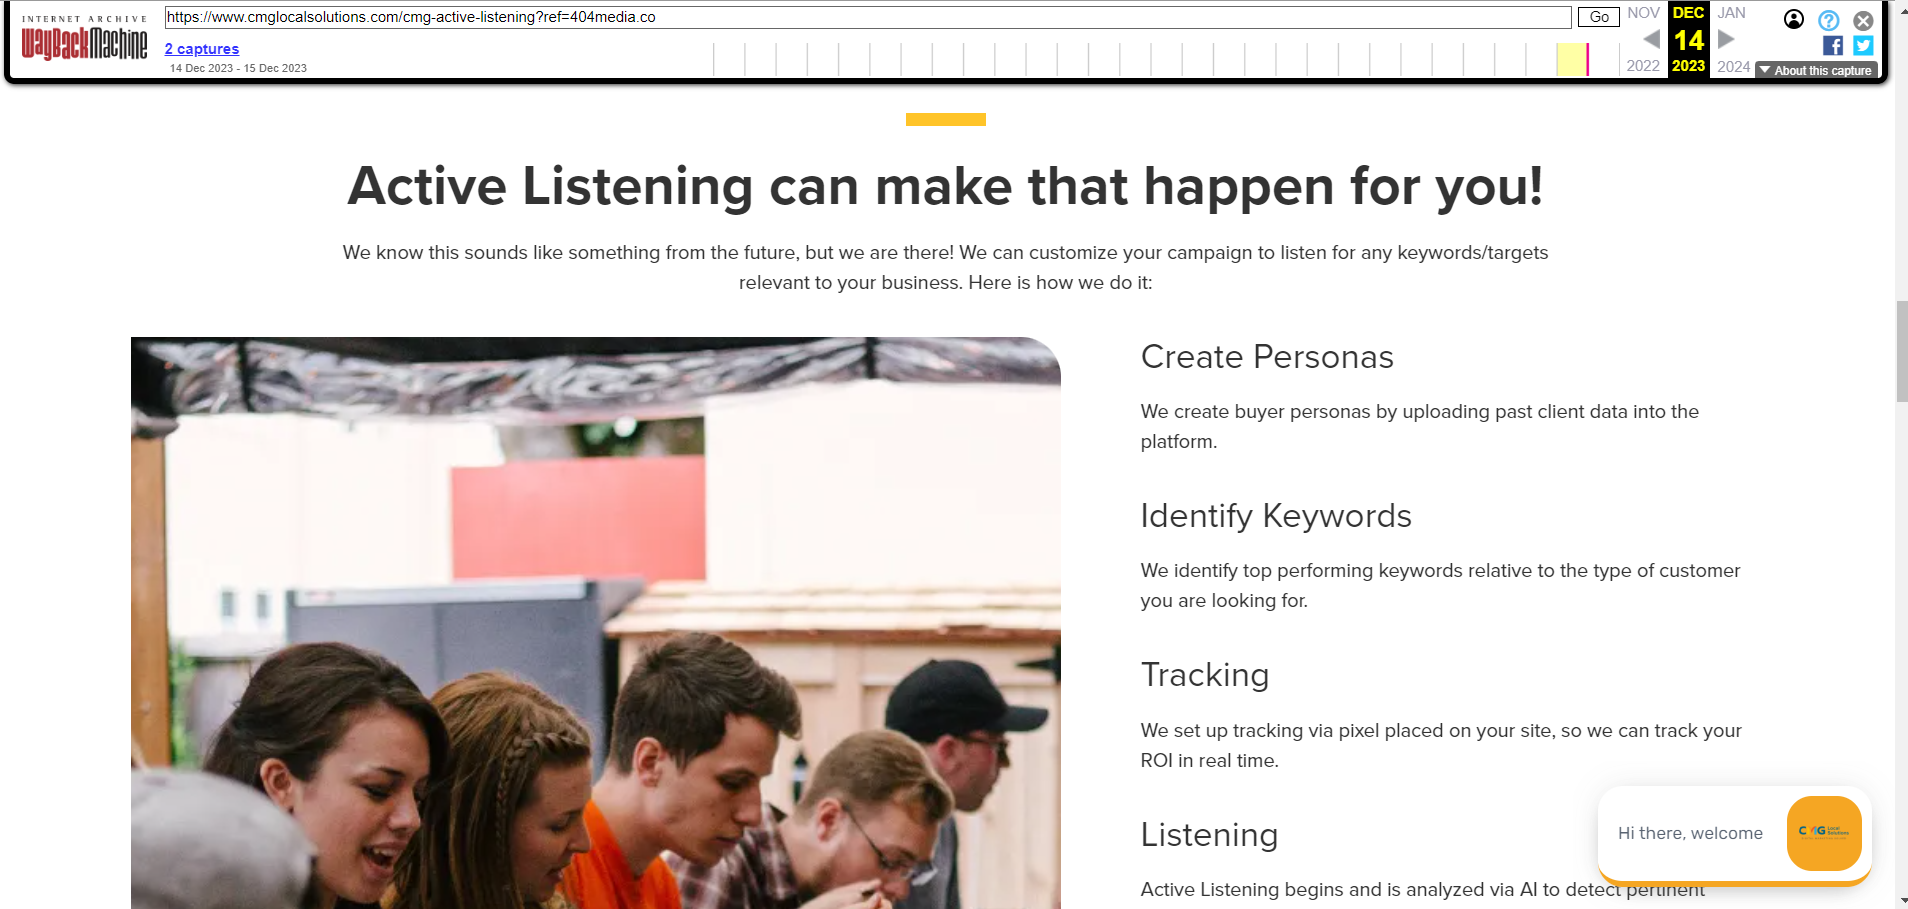 INTERNET ARCHIVE
WayBackMachine
https://www.cmglocalsolutions.com/cmg-active-listening?ref=404media.co
Go
NOV DEC JAN
2 captures
14
14 Dec 2023 - 15 Dec 2023
2022 2023 2024
About this capture
Active Listening can make that happen for you!
We know this sounds like something from the future, but we are there! We can customize your campaign to listen for any keywords/targets
relevant to your business. Here is how we do it:
Create Personas
We create buyer personas by uploading past client data into the
platform.
Identify Keywords
We identify top performing keywords relative to the type of customer
you are looking for.
Tracking
We set up tracking via pixel placed on your site, so we can track your
ROI in real time.
Listening
Active Listening begins and is analyzed via AI to detect pertinent
Hi there, welcome
CMG Local
Solutions